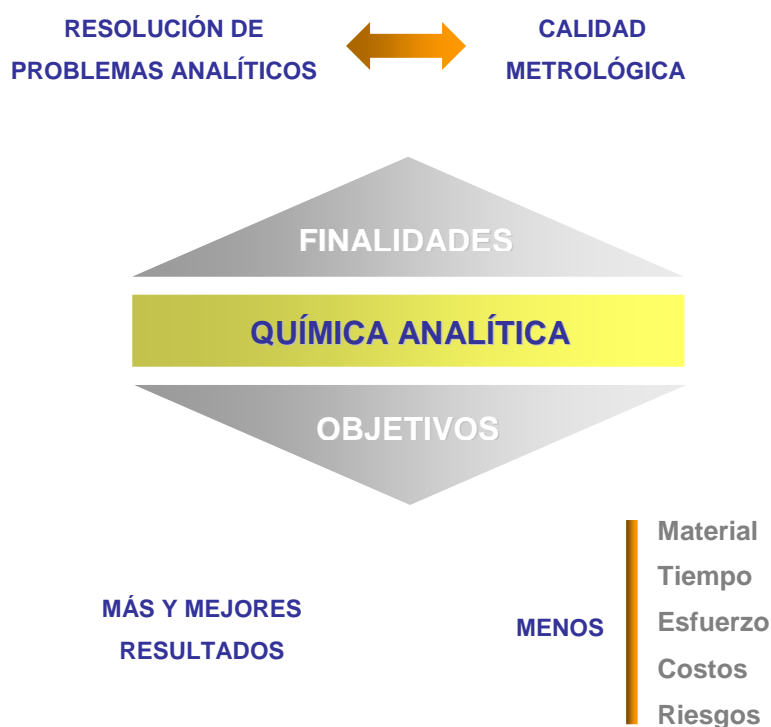 RESOLUCIÓN DE
PROBLEMAS ANALÍTICOS
CALIDAD
METROLÓGICA
FINALIDADES
QUÍMICA ANALÍTICA
OBJETIVOS
MÁS Y MEJORES
RESULTADOS
MENOS
Material
Tiempo
Esfuerzo
Costos
Riesgos